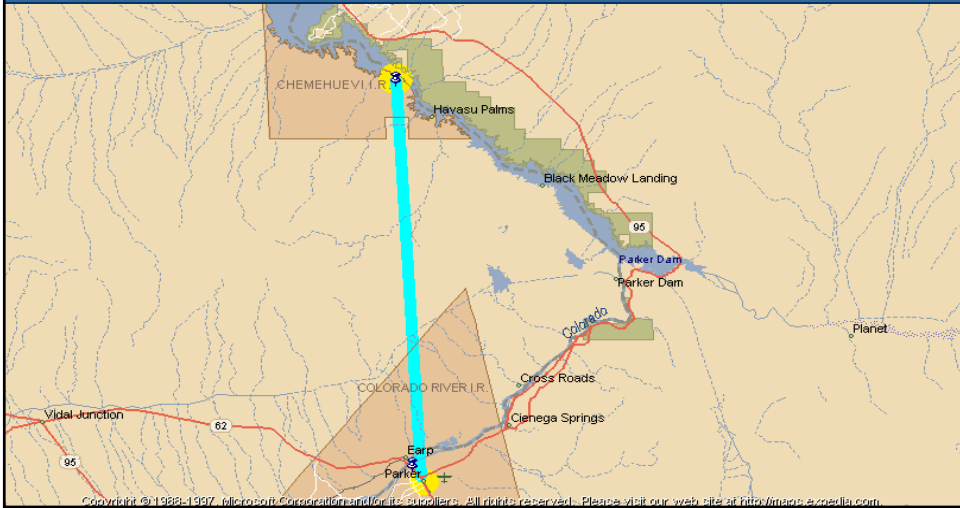 CHEMEHUEVI I.R.
Havasu Palms
Black Meadow Landing
95
Parker Dam
Parker Dam
Colorado
Planet
COLORADO RIVER I.R.
Cross Roads
Vidal Junction
62
Cienega Springs
Earp
95
Parker
Copyright © 1988-1997, Microsoft Corporation and/or its suppliers. All rights reserved. Please visit our web site at http://maps.expedia.com.